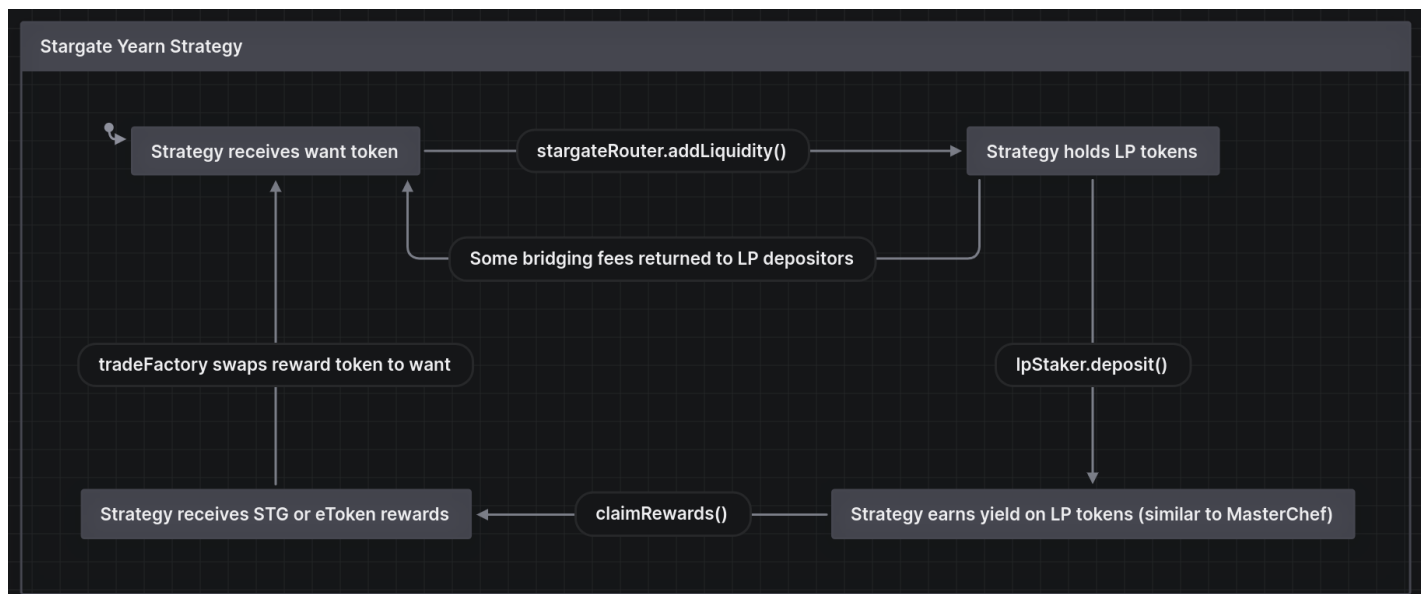 Stargate Yearn Strategy
Strategy receives want token
stargateRouter.addLiquidity()
Strategy holds LP tokens
Some bridging fees returned to LP depositors
tradeFactory swaps reward token to want
lpStaker.deposit()
Strategy receives STG or eToken rewards
claimRewards()
Strategy earns yield on LP tokens (similar to MasterChef)